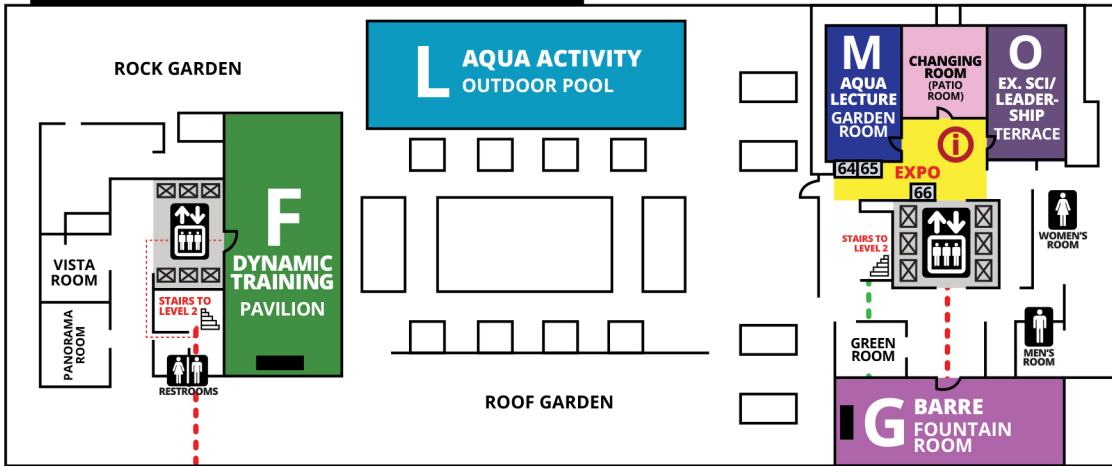 ROCK GARDEN
L
AQUA ACTIVITY
OUTDOOR POOL
M
AQUA
LECTURE
GARDEN
ROOM
CHANGING
ROOM
(PATIO
ROOM)
O
EX. SCI/
LEADER-
SHIP
TERRACE
i
EXPO
64 65
66
F
DYNAMIC
TRAINING
PAVILION
VISTA
ROOM
PANORAMA
ROOM
STAIRS TO
LEVEL 2
RESTROOMS
STAIRS TO
LEVEL 2
WOMEN'S
ROOM
MEN'S
ROOM
GREEN
ROOM
ROOF GARDEN
G
BARRE
FOUNTAIN
ROOM